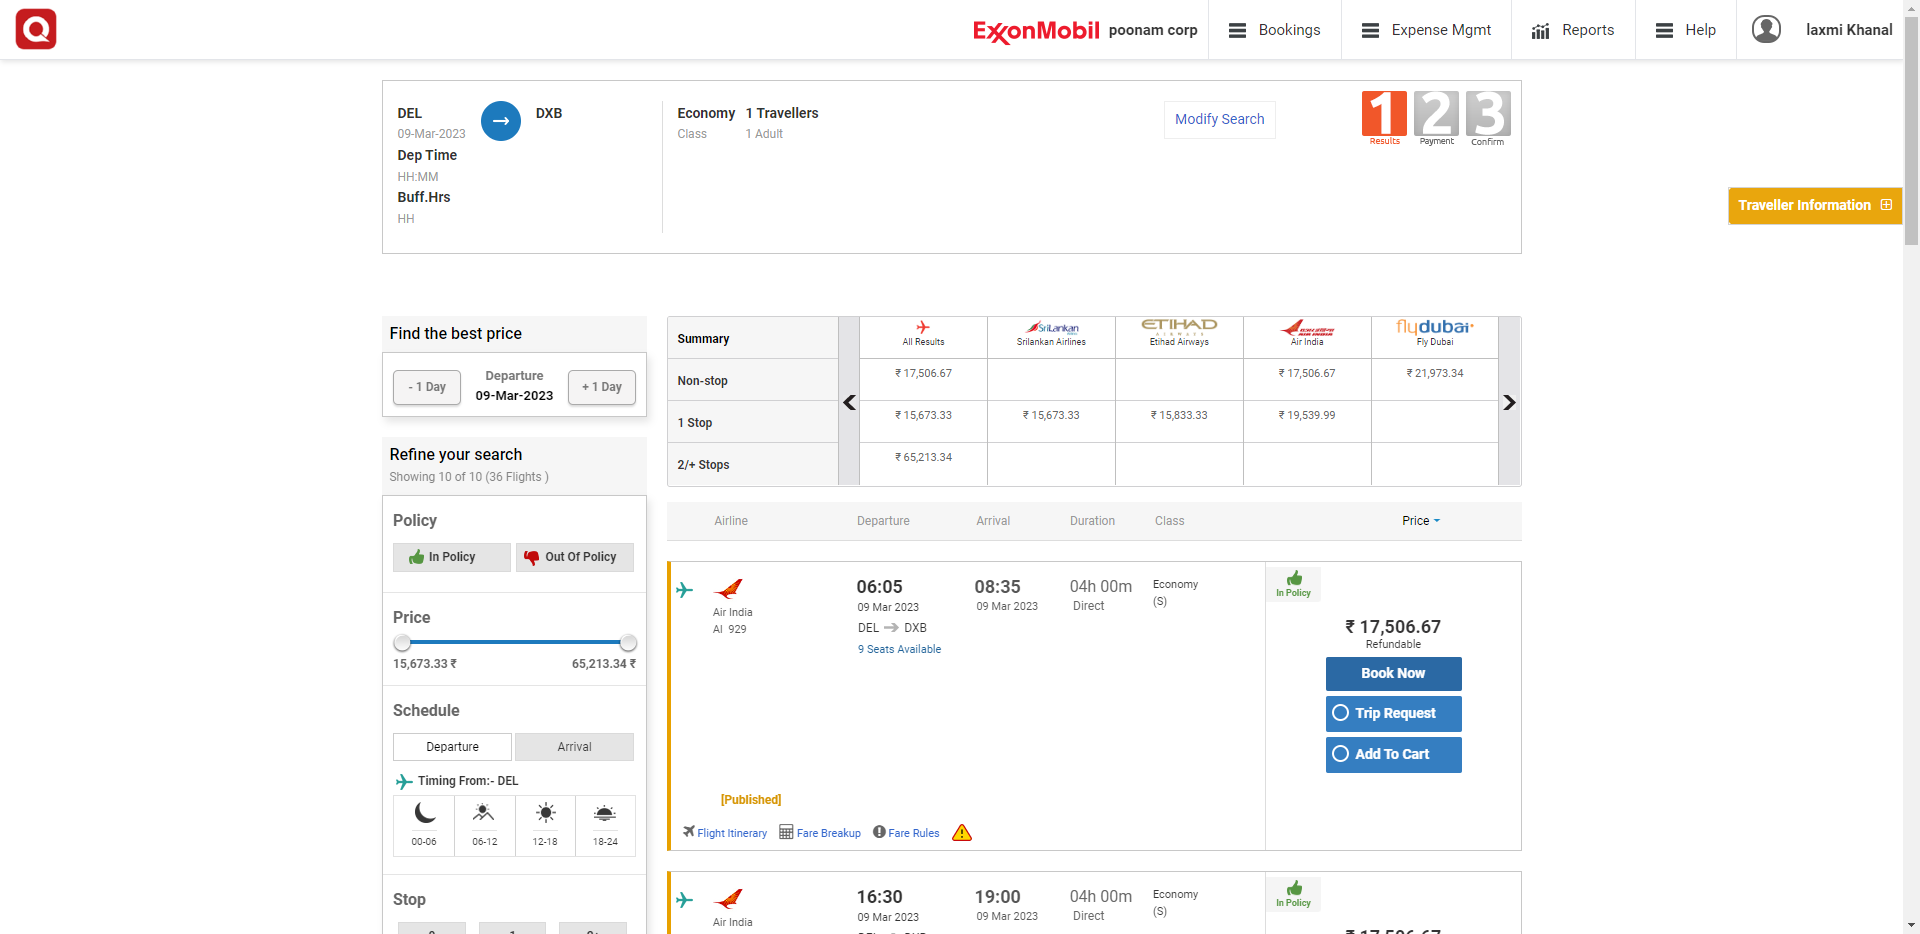 Q
ExxonMobil poonam corp
Bookings
Expense Mgmt
Reports
Help
laxmi Khanal
DEL
09-Mar-2023
DXB
Dep Time
HH:MM
Buff.Hrs
HH
Economy
Class
1 Travellers
1 Adult
Modify Search
1 2 3
Results Payment Confirm
Traveller Information
Find the best price
- 1 Day
Departure
09-Mar-2023
+ 1 Day
Refine your search
Showing 10 of 10 (36 Flights )
Policy
In Policy
Out Of Policy
Price
15,673.33 ₹
65,213.34 ₹
Schedule
Departure
Arrival
Timing From:- DEL
00-06 06-12 12-18 18-24
Stop
Summary
All Results
SriLankan
Srilankan Airlines
ETIHAD
AIRWAYS
Etihad Airways
AIR INDIA
Air India
flydubai
Fly Dubai
Non-stop ₹ 17,506.67 ₹ 17,506.67 ₹ 21,973.34
1 Stop ₹ 15,673.33 ₹ 15,673.33 ₹ 15,833.33 ₹ 19,539.99
2/+ Stops ₹ 65,213.34
Airline Departure Arrival Duration Class Price
Air India
AI 929
06:05
09 Mar 2023
DEL DXB
9 Seats Available
08:35
09 Mar 2023
04h 00m
Direct
Economy
(S)
In Policy
₹ 17,506.67
Refundable
Book Now
Trip Request
Add To Cart
[Published]
Flight Itinerary Fare Breakup Fare Rules
Air India
16:30
09 Mar 2023
19:00
09 Mar 2023
04h 00m
Direct
Economy
(S)
In Policy